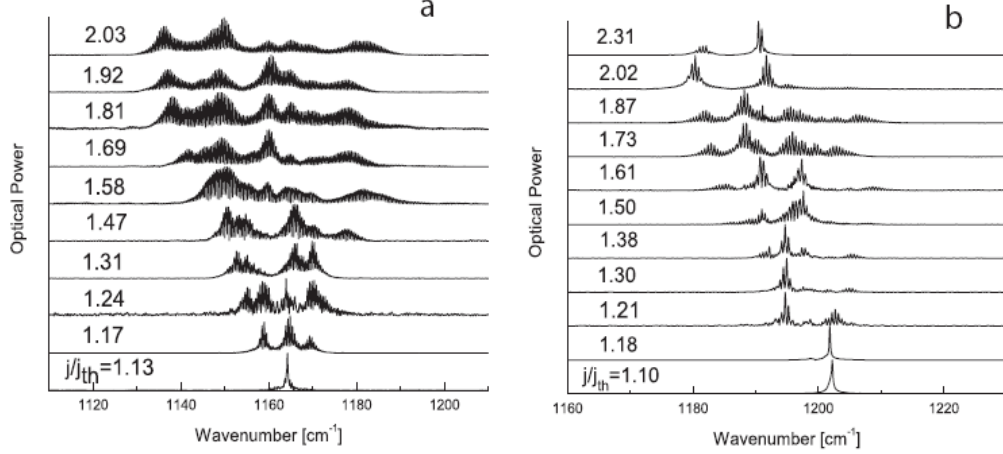 a
2.03
1.92
1.81
1.69
1.58
1.47
1.31
1.24
1.17
j/jth=1.13
Optical Power
1120 1140 1160 1180 1200
Wavenumber [cm-1]
b
2.31
2.02
1.87
1.73
1.61
1.50
1.38
1.30
1.21
1.18
j/jth=1.10
Optical Power
1160 1180 1200 1220
Wavenumber [cm-1]